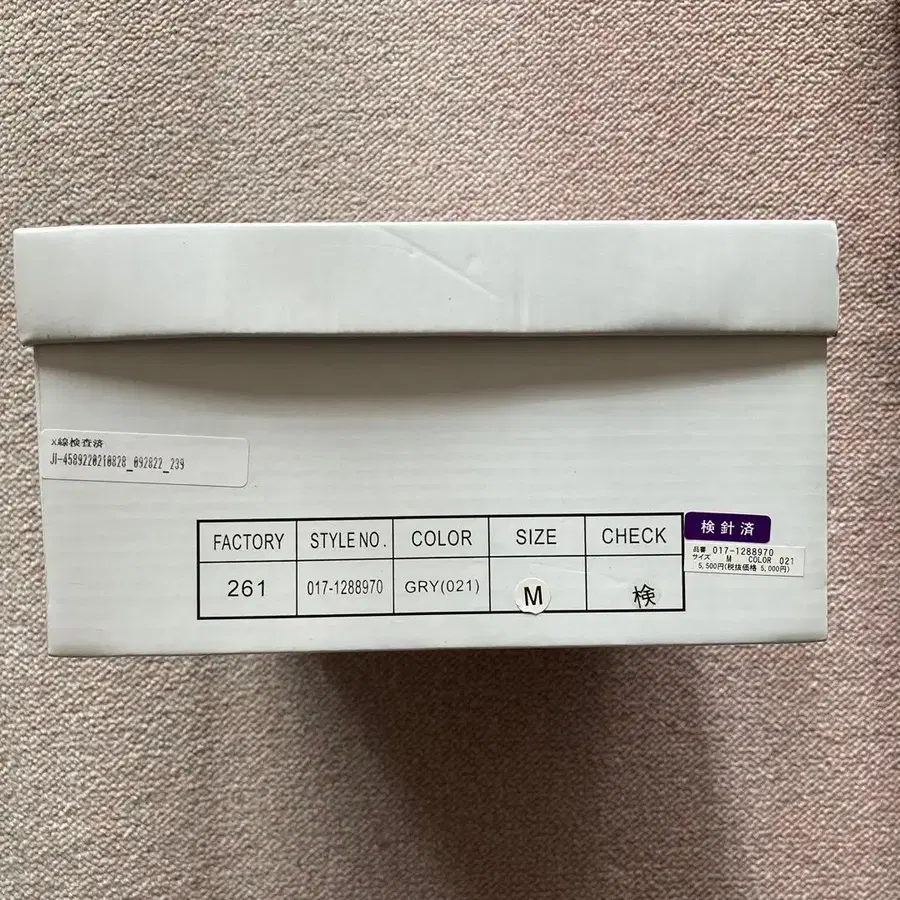 X線検査済
JI-4589220210828_092822_239
FACTORY STYLE NO. COLOR SIZE CHECK
261 017-1288970 GRY(021) M 検
検針済
品番 017-1288970
サイズ M COLOR 021
5,500円(税抜価格 5,000円)